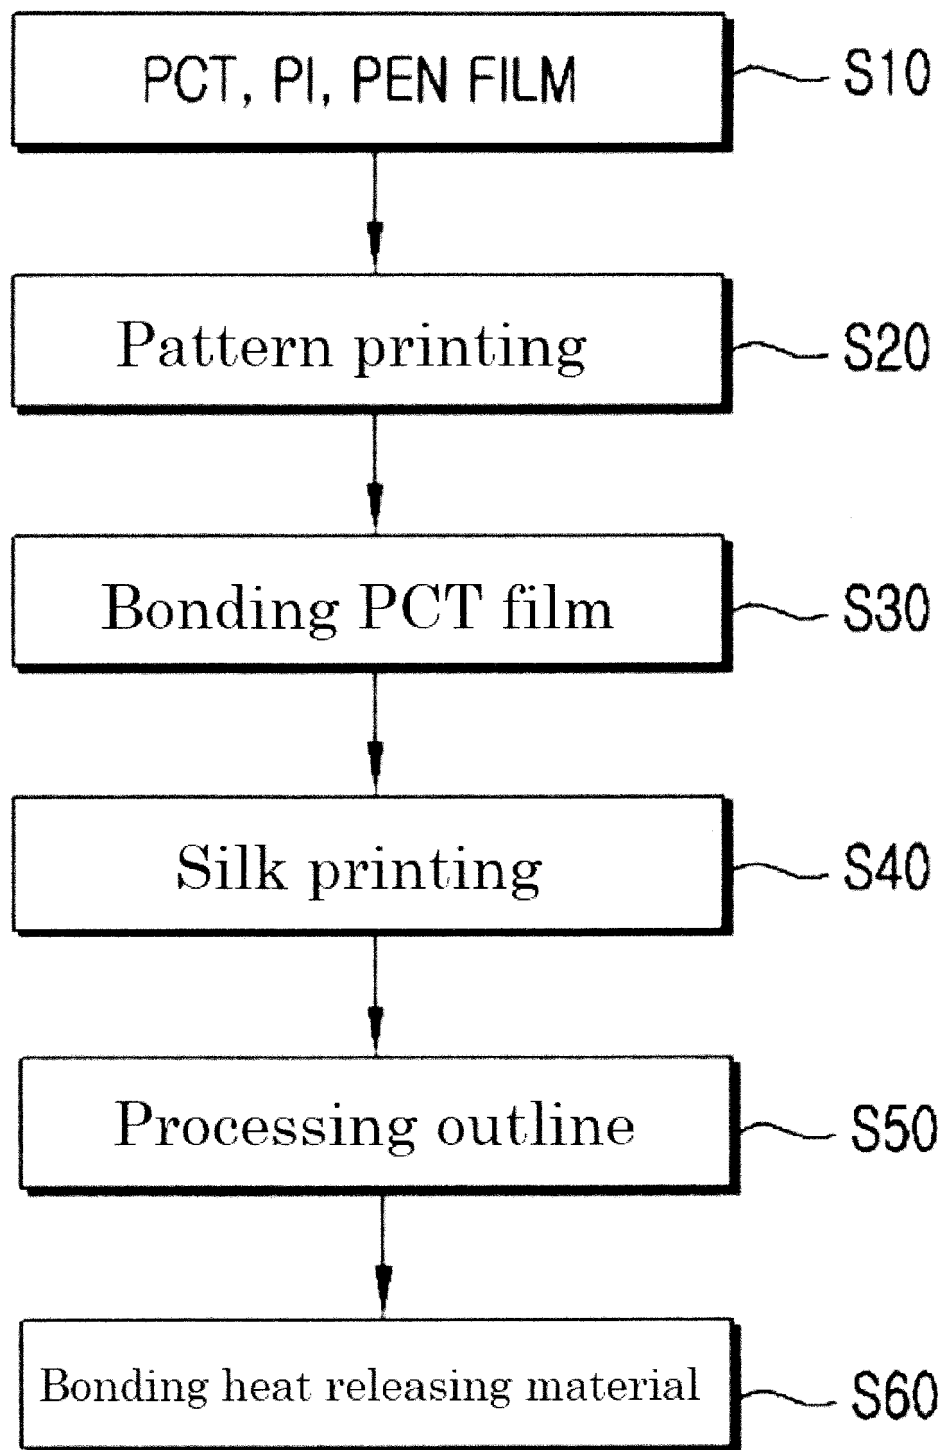 PCT, PI, PEN FILM
S10
Pattern printing
S20
Bonding PCT film
S30
Silk printing
S40
Processing outline
S50
Bonding heat releasing material
S60